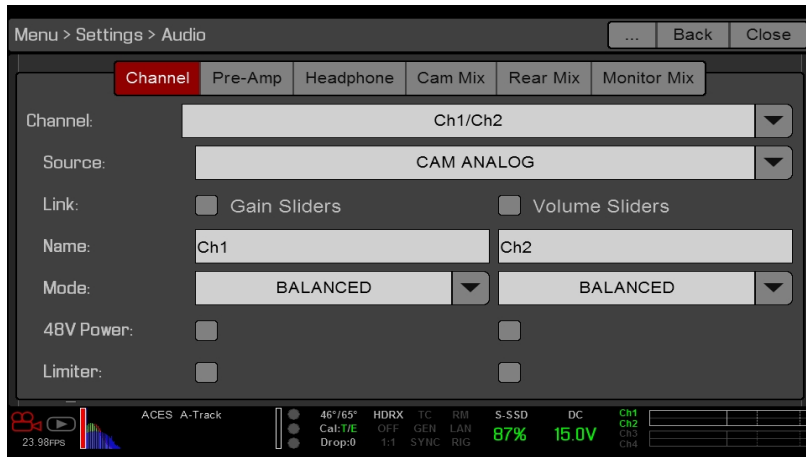 Menu > Settings > Audio ... Back Close
Channel Pre-Amp Headphone Cam Mix Rear Mix Monitor Mix
Channel: Ch1/Ch2
Source: CAM ANALOG
Link: Gain Sliders Volume Sliders
Name: Ch1 Ch2
Mode: BALANCED BALANCED
48V Power:
Limiter:
ACES A-Track 46°/65° HDRX TC RM S-SSD DC Ch1
Cal:T/E OFF GEN LAN 87% 15.0V Ch2
23.98FPS Drop:0 1:1 SYNC RIG Ch3
Ch4